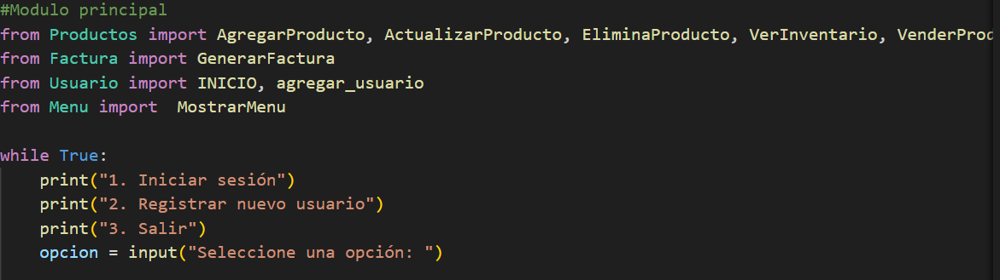 #Modulo principal
from Productos import AgregarProducto, ActualizarProducto, EliminaProducto, VerInventario,
from Factura import GenerarFactura
from Usuario import INICIO, agregar_usuario
from Menu import  MostrarMenu
while True:
    print("1. Iniciar sesión")
    print("2. Registrar nuevo usuario")
    print("3. Salir")
    opcion = input("Seleccione una opción: ")